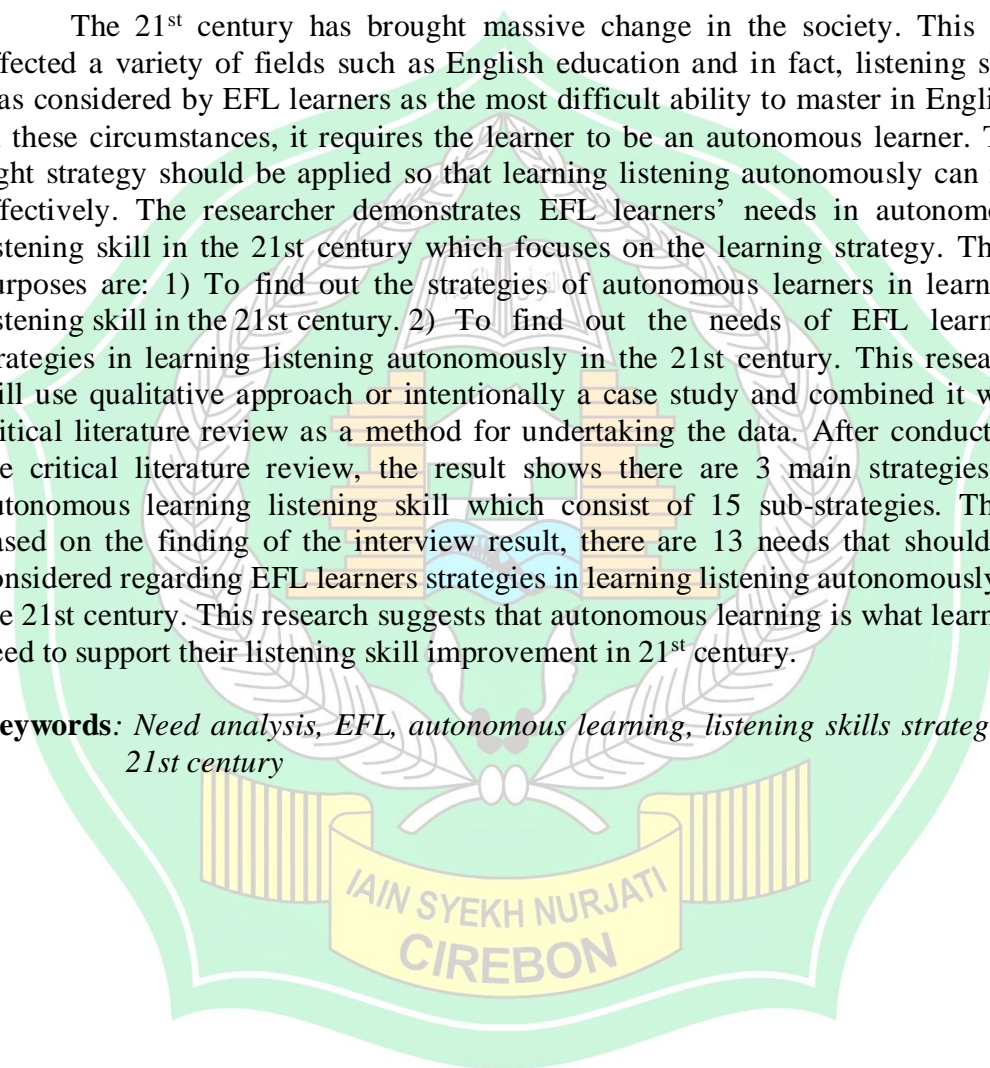 The 21st century has brought massive change in the society. This
ffected a variety of fields such as English education and in fact, listening s
as considered by EFL learners as the most difficult ability to master in Englis
these circumstances, it requires the learner to be an autonomous learner. T
ght strategy should be applied so that learning listening autonomously can
ffectively. The researcher demonstrates EFL learners’ needs in autonomo
stening skill in the 21st century which focuses on the learning strategy. Th
urposes are: 1) To find out the strategies of autonomous learners in learn
stening skill in the 21st century. 2) To find out the needs of EFL learn
rategies in learning listening autonomously in the 21st century. This resea
ill use qualitative approach or intentionally a case study and combined it w
itical literature review as a method for undertaking the data. After conduct
e critical literature review, the result shows there are 3 main strategies
utonomous learning listening skill which consist of 15 sub-strategies. Th
ased on the finding of the interview result, there are 13 needs that should
onsidered regarding EFL learners strategies in learning listening autonomously
e 21st century. This research suggests that autonomous learning is what learn
eed to support their listening skill improvement in 21st century.
eywords: Need analysis, EFL, autonomous learning, listening skills strateg
21st century
IAIN SYEKH NURJATI
CIREBON